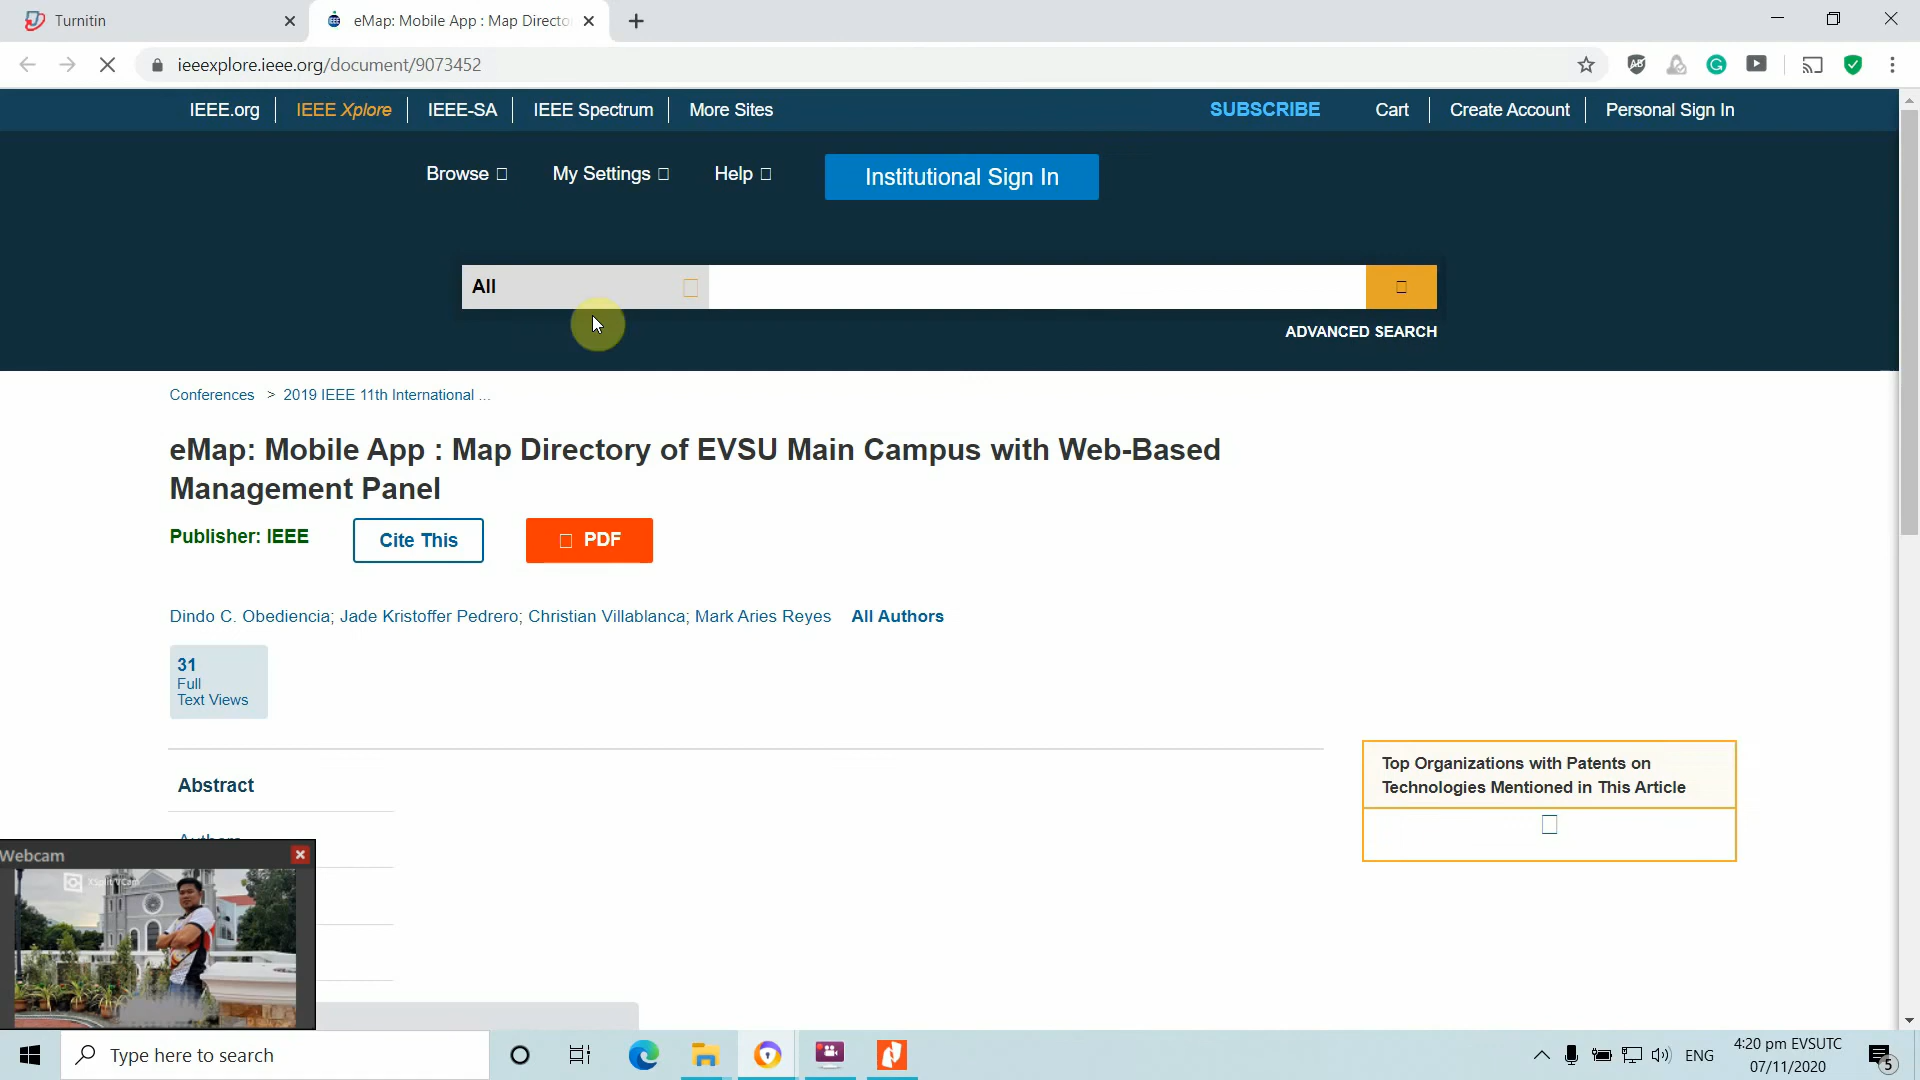 Turnitin
eMap: Mobile App : Map Directo
ieeexplore.ieee.org/document/9073452
IEEE.org
IEEE Xplore
IEEE-SA
IEEE Spectrum
More Sites
SUBSCRIBE
Cart
Create Account
Personal Sign In
Browse
My Settings
Help
Institutional Sign In
All
ADVANCED SEARCH
Conferences > 2019 IEEE 11th International ...
eMap: Mobile App : Map Directory of EVSU Main Campus with Web-Based
Management Panel
Publisher: IEEE
Cite This
PDF
Dindo C. Obediencia; Jade Kristoffer Pedrero; Christian Villablanca; Mark Aries Reyes All Authors
31
Full
Text Views
Top Organizations with Patents on
Technologies Mentioned in This Article
Abstract
Authors
Webcam
XSplit VCam
Type here to search
ENG
4:20 pm EVSUTC
07/11/2020
5